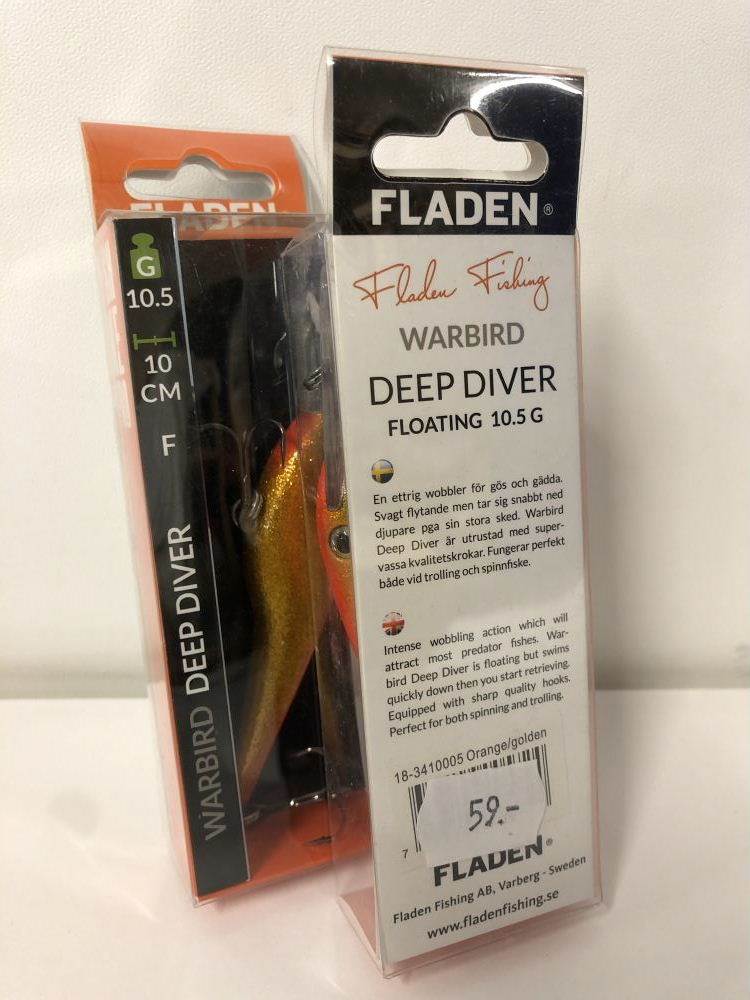 FLADEN
G
10.5
10
CM
F
WARBIRD DEEP DIVER
FLADEN®
Fladen Fishing
WARBIRD
DEEP DIVER
FLOATING 10.5 G
En ettrig wobbler för gös och gädda.
Svagt flytande men tar sig snabbt ned
djupare pga sin stora sked. Warbird
Deep Diver är utrustad med super-
vassa kvalitetskrokar. Fungerar perfekt
både vid trolling och spinnfiske.
Intense wobbling action which will
attract most predator fishes. War-
bird Deep Diver is floating but swims
quickly down then you start retrieving.
Equipped with sharp quality hooks.
Perfect for both spinning and trolling.
18-3410005 Orange/golden
59.-
7
FLADEN®
Fladen Fishing AB, Varberg - Sweden
www.fladenfishing.se